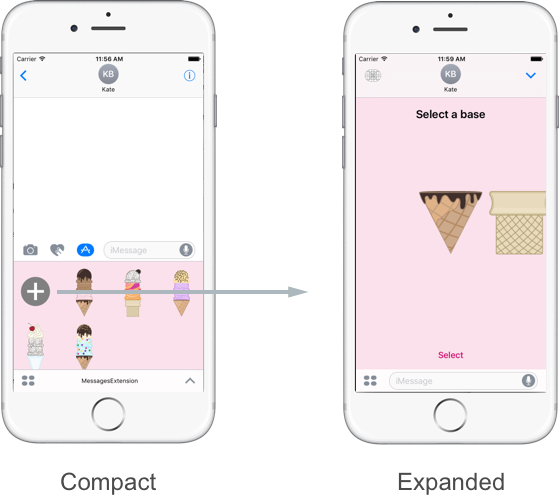 Carrier 11:56 AM
KB
Kate
iMessage
MessagesExtension
Compact
Carrier 11:59 AM
KB
Kate
Select a base
Select
iMessage
Expanded